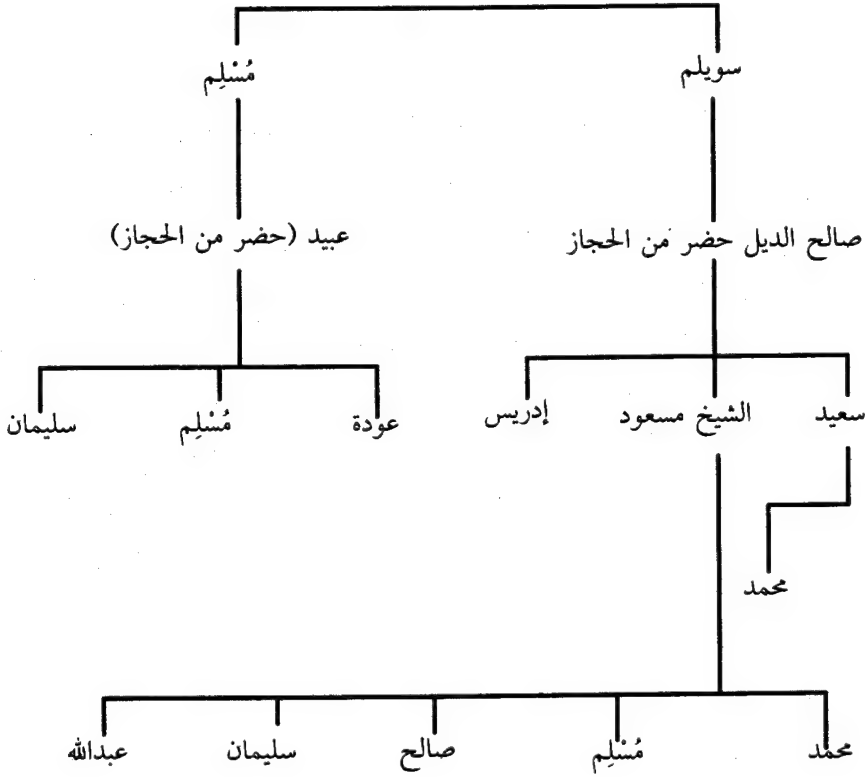 سويلم مُسْلِم
صالح الديل حضر من الحجاز عبيد (حضر من الحجاز)
سعيد الشيخ مسعود إدريس عودة مُسْلِم سليمان
محمد
محمد مُسْلِم صالح سليمان عبدالله